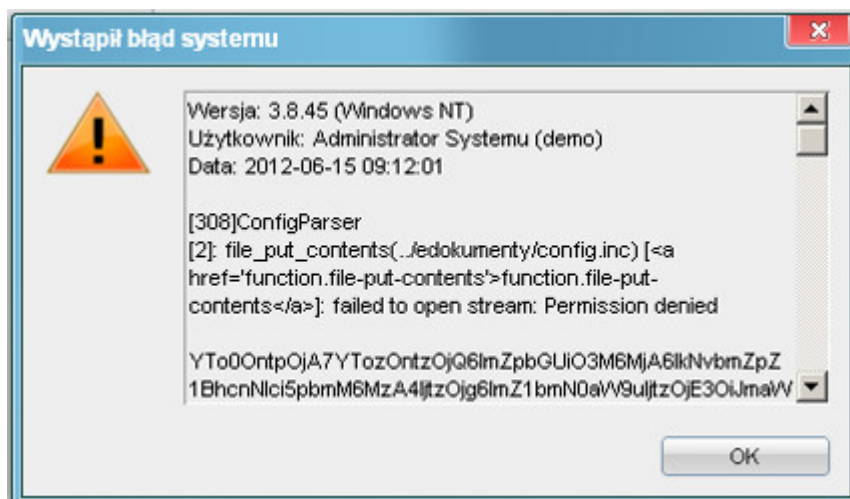 Wystąpił błąd systemu
Wersja: 3.8.45 (Windows NT)
Użytkownik: Administrator Systemu (demo)
Data: 2012-06-15 09:12:01
[308]ConfigParser
[2]: file_put_contents(../edokumenty/config.inc) [<a
href='function.file-put-contents'>function.file-put-
contents</a>]: failed to open stream: Permission denied
YTo0OntpOjA7YTozOntzOjQ6ImZpbGUiO3M6MjA6IkNvbmZpZ
1BhcnNlci5pbmM6MzA4IjtzOjg6ImZ1bmN0aW9uIjtzOjE3OiJmaW
OK